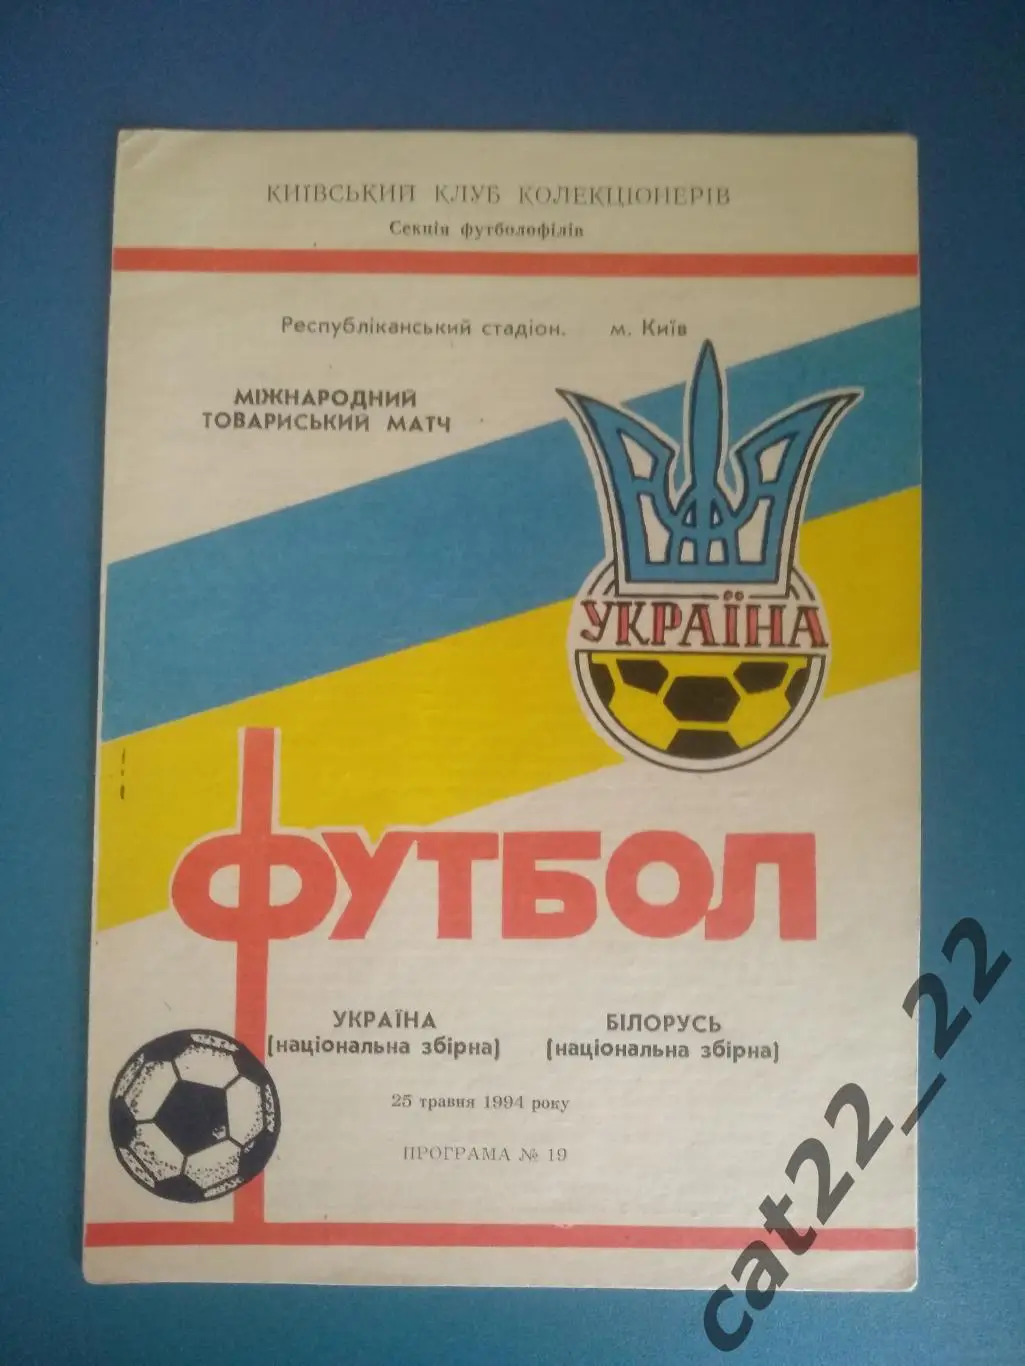 КИЇВСЬКИЙ КЛУБ КОЛЕКЦІОНЕРІВ
Секція футболофілів
Республіканський стадіон. м. Київ
МІЖНАРОДНИЙ
ТОВАРИСЬКИЙ МАТЧ
УКРАЇНА
ФУТБОЛ
УКРАЇНА БІЛОРУСЬ
(національна збірна) (національна збірна)
25 травня 1994 року
ПРОГРАМА № 19
cat22_22